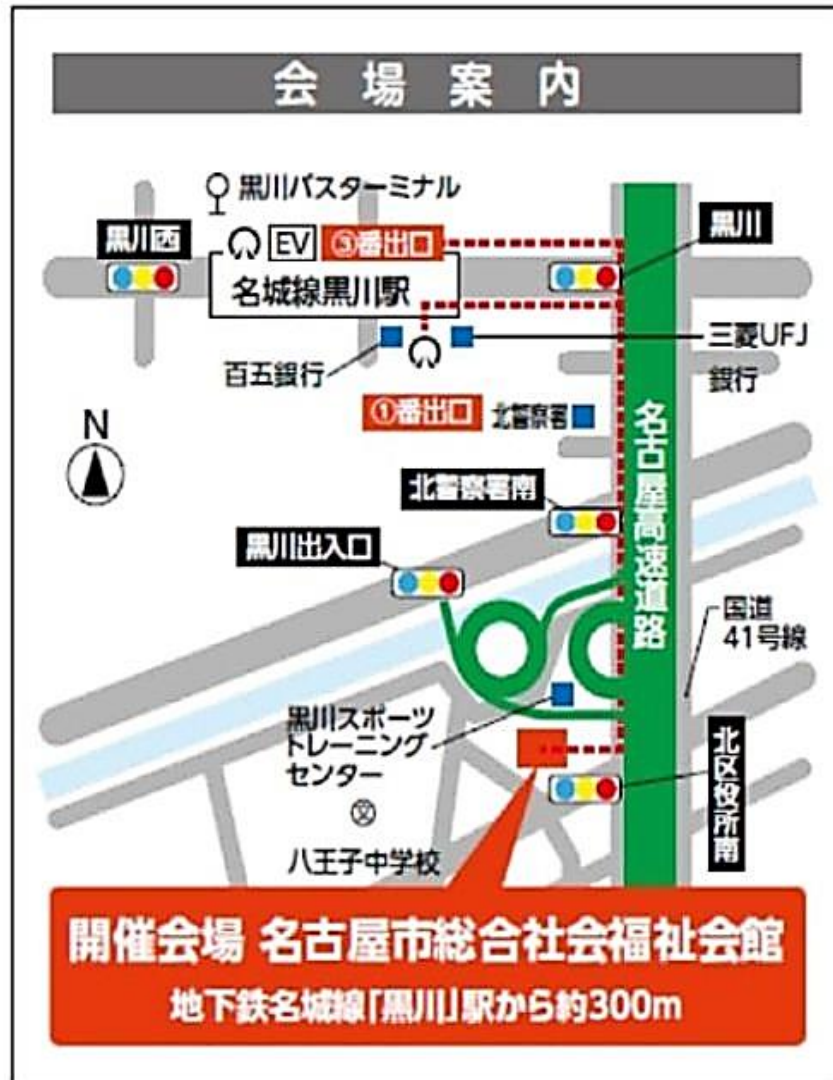 会場案内
黒川バスターミナル
黒川西
EV
③番出口
黒川
名城線黒川駅
百五銀行
三菱UFJ
銀行
①番出口
北警察署
N
北警察署南
名古屋高速道路
黒川出入口
国道
41号線
黒川スポーツ
トレーニング
センター
北区役所南
文
八王子中学校
開催会場 名古屋市総合社会福祉会館
地下鉄名城線「黒川」駅から約300m